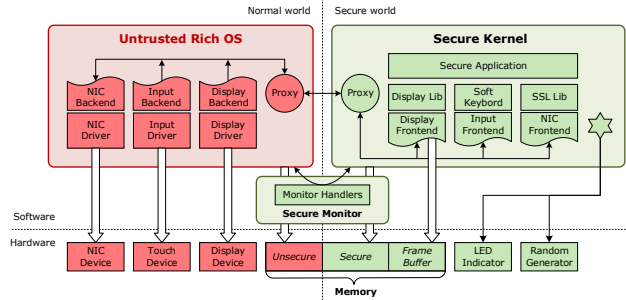 Normal world
Secure world
Untrusted Rich OS
Secure Kernel
Secure Application
NIC
Backend
Input
Backend
Display
Backend
Proxy
Proxy
Display Lib
Soft
Keybord
SSL Lib
NIC
Driver
Input
Driver
Display
Driver
Display
Frontend
Input
Frontend
NIC
Frontend
Monitor Handlers
Secure Monitor
Software
Hardware
NIC
Device
Touch
Device
Display
Device
Unsecure
Secure
Frame
Buffer
LED
Indicator
Random
Generator
Memory